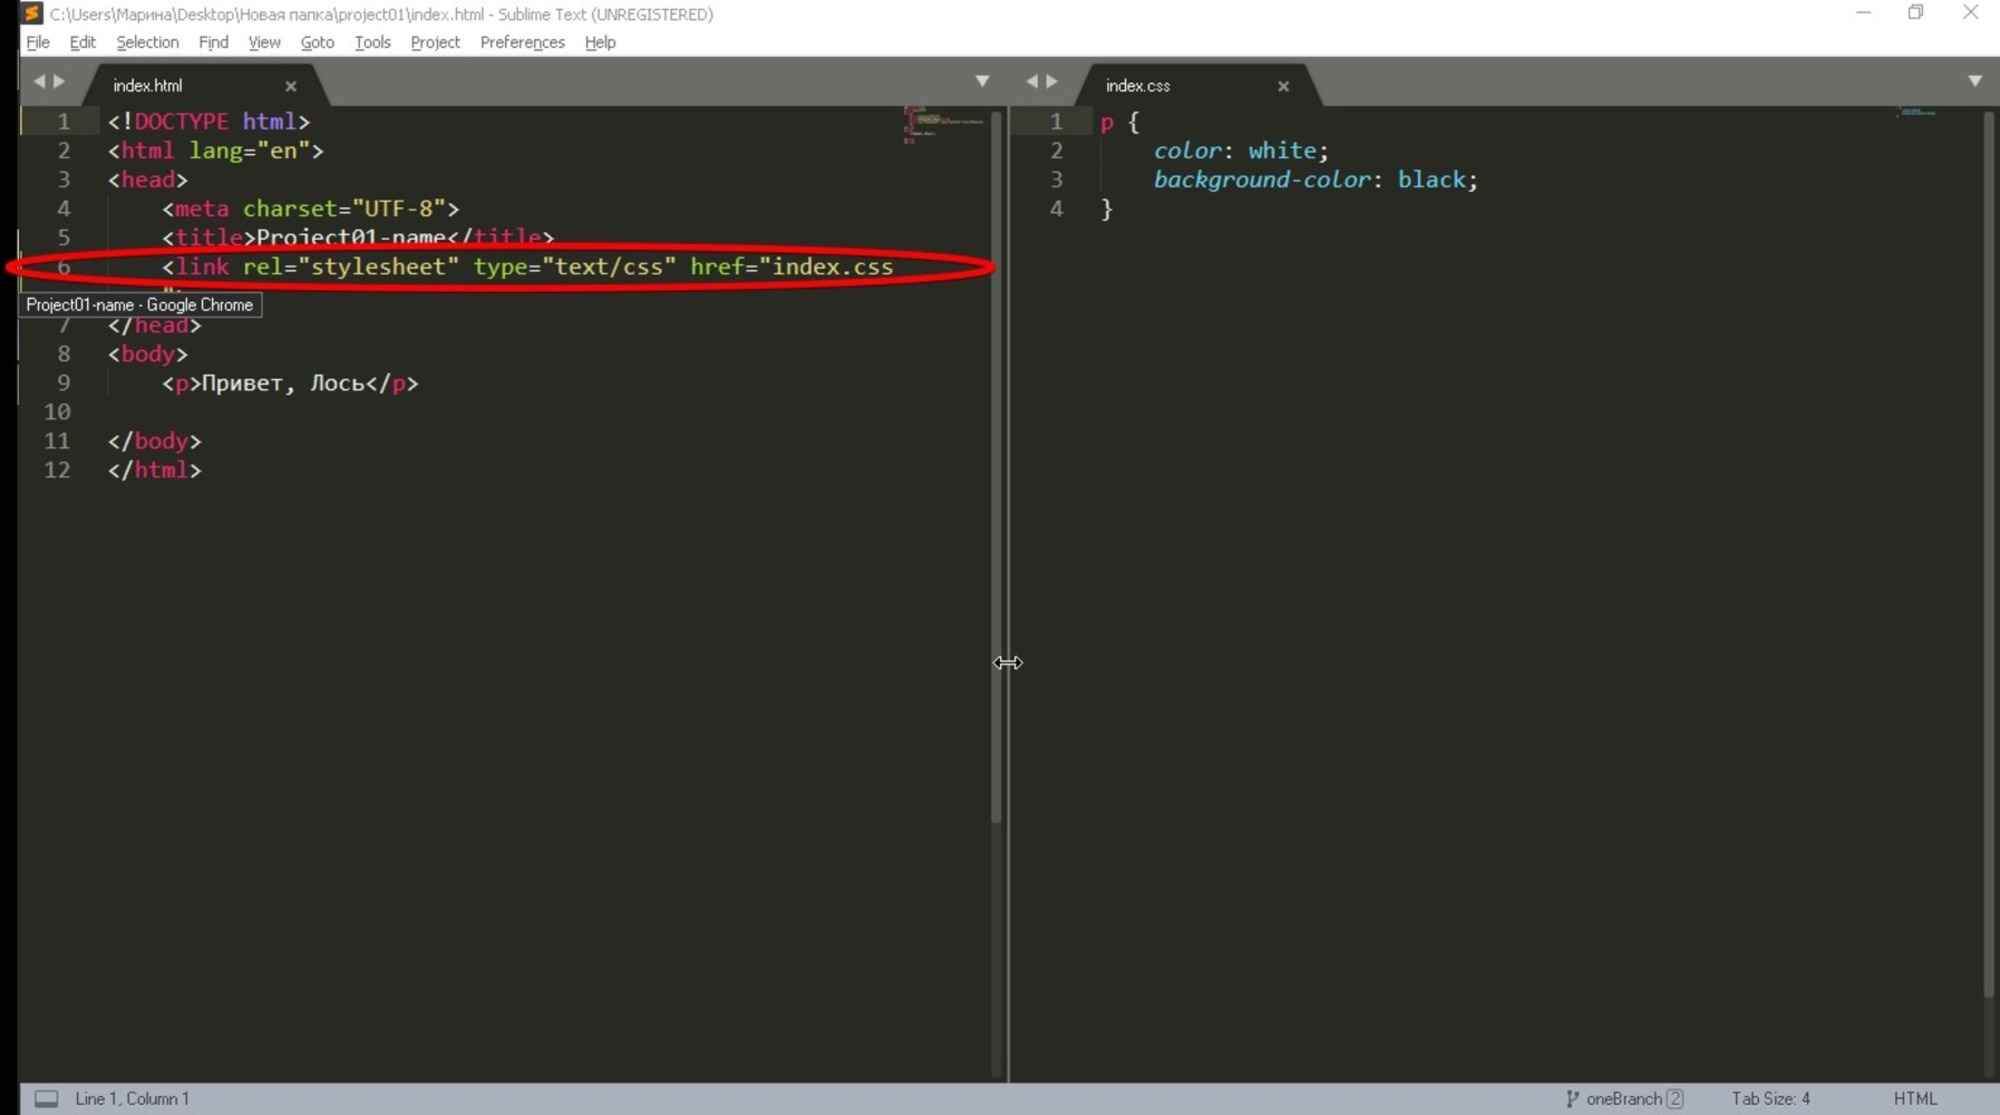 C:\Users\Марина\Desktop\Новая папка\project01\index.html - Sublime Text (UNREGISTERED)
File Edit Selection Find View Goto Tools Project Preferences Help
index.html
1 <!DOCTYPE html>
2 <html lang="en">
3 <head>
4 <meta charset="UTF-8">
5 <title>Project01-name</title>
6 <link rel="stylesheet" type="text/css" href="index.css
Project01-name - Google Chrome
7 </head>
8 <body>
9 <p>Привет, Лось</p>
10
11 </body>
12 </html>
index.css
1 p {
2 color: white;
3 background-color: black;
4 }
Line 1, Column 1
oneBranch 2
Tab Size: 4
HTML